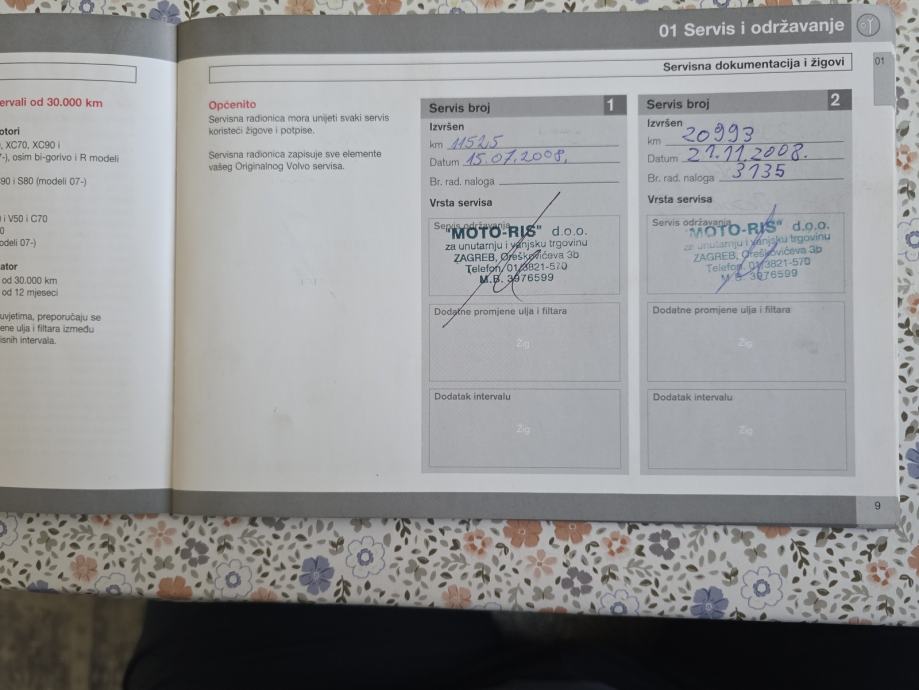 01 Servis i održavanje
Servisna dokumentacija i žigovi
01
ervali od 30.000 km
otori
, XC70, XC90 i
7-), osim bi-gorivo i R modeli
90 i S80 (modeli 07-)
i V50 i C70
0
odeli 07-)
ator
od 30.000 km
od 12 mjeseci
uvjetima, preporučaju se
ene ulja i filtara između
isnih intervala.
Općenito
Servisna radionica mora unijeti svaki servis
koristeći žigove i potpise.
Servisna radionica zapisuje sve elemente
vašeg Originalnog Volvo servisa.
Servis broj 1
Izvršen
km 11525
Datum 15.07.2008.
Br. rad. naloga
Vrsta servisa
Servis održavanja
"MOTO-RIS" d.o.o.
za unutarnju i vanjsku trgovinu
ZAGREB, Oreškovićeva 3b
Telefon, 01/3821-570
M.B. 3976599
Dodatne promjene ulja i filtara
Žig
Dodatak intervalu
Žig
Servis broj 2
Izvršen
km 20993
Datum 21.11.2008.
Br. rad. naloga 3135
Vrsta servisa
Servis održavanja
"MOTO-RIS" d.o.o.
za unutarnju i vanjsku trgovinu
ZAGREB, Oreškovićeva 3b
Telefon, 01/3821-570
M.B. 3976599
Dodatne promjene ulja i filtara
Žig
Dodatak intervalu
Žig
9